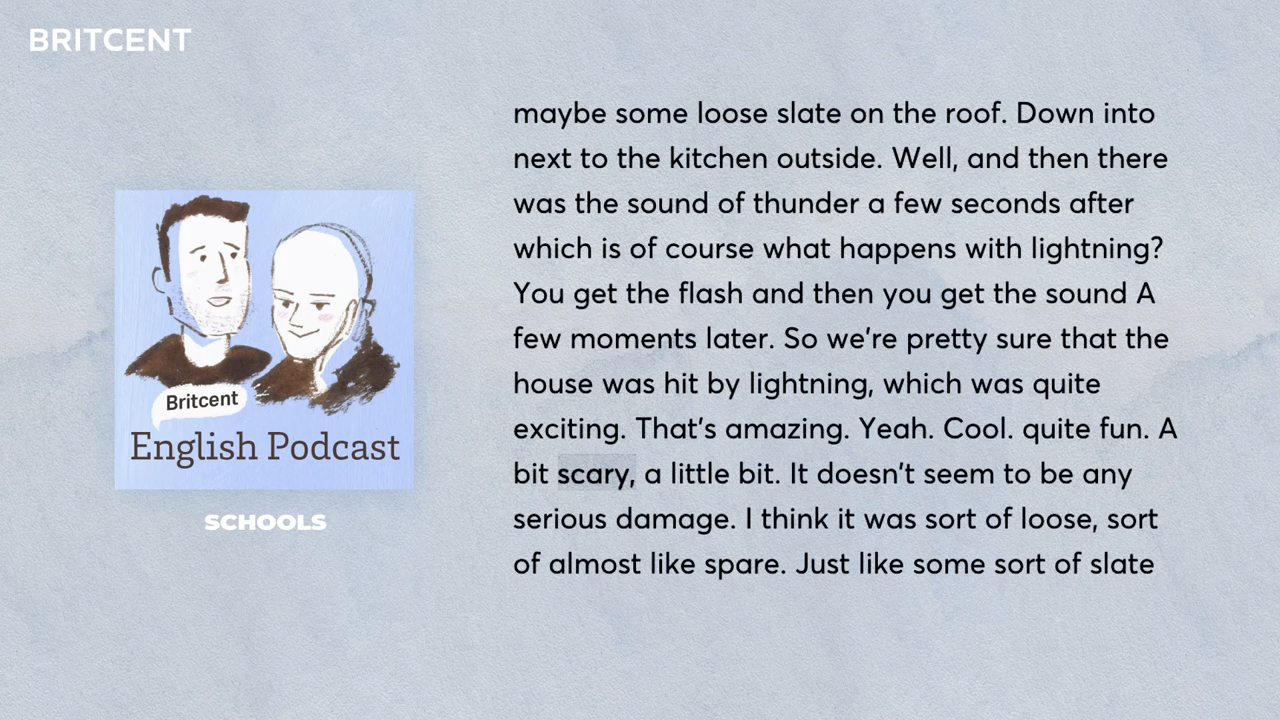 BRITCENT
Britcent
English Podcast
SCHOOLS
maybe some loose slate on the roof. Down into
next to the kitchen outside. Well, and then there
was the sound of thunder a few seconds after
which is of course what happens with lightning?
You get the flash and then you get the sound A
few moments later. So we're pretty sure that the
house was hit by lightning, which was quite
exciting. That's amazing. Yeah. Cool. quite fun. A
bit scary, a little bit. It doesn't seem to be any
serious damage. I think it was sort of loose, sort
of almost like spare. Just like some sort of slate